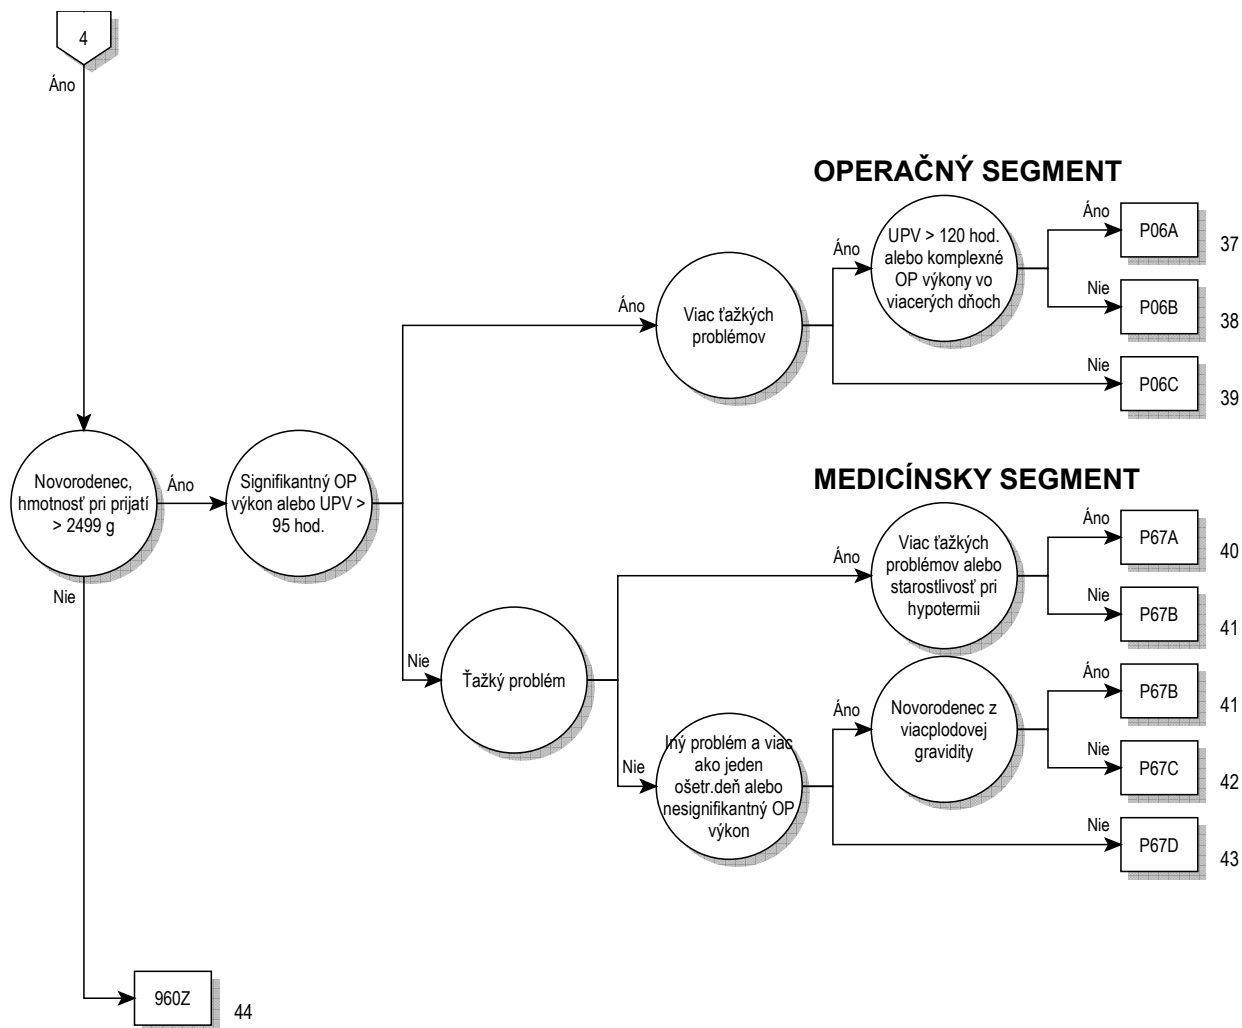 4
Áno
OPERAČNÝ SEGMENT
UPV > 120 hod.
alebo komplexné
OP výkony vo
viacerých dňoch
Áno
Áno
P06A
37
Nie
P06B
38
Áno
Viac ťažkých
problémov
Nie
P06C
39
Novorodenec,
hmotnosť pri prijatí
> 2499 g
Áno
Signifikantný OP
výkon alebo UPV >
95 hod.
MEDICÍNSKY SEGMENT
Áno
Viac ťažkých
problémov alebo
starostlivosť pri
hypotermii
Áno
P67A
40
Nie
P67B
41
Nie
Nie
Ťažký problém
Áno
Novorodenec z
viacplodovej
gravidity
Áno
P67B
41
Nie
P67C
42
Nie
Iný problém a viac
ako jeden
ošetr.deň alebo
nesignifikantný OP
výkon
Nie
P67D
43
960Z
44